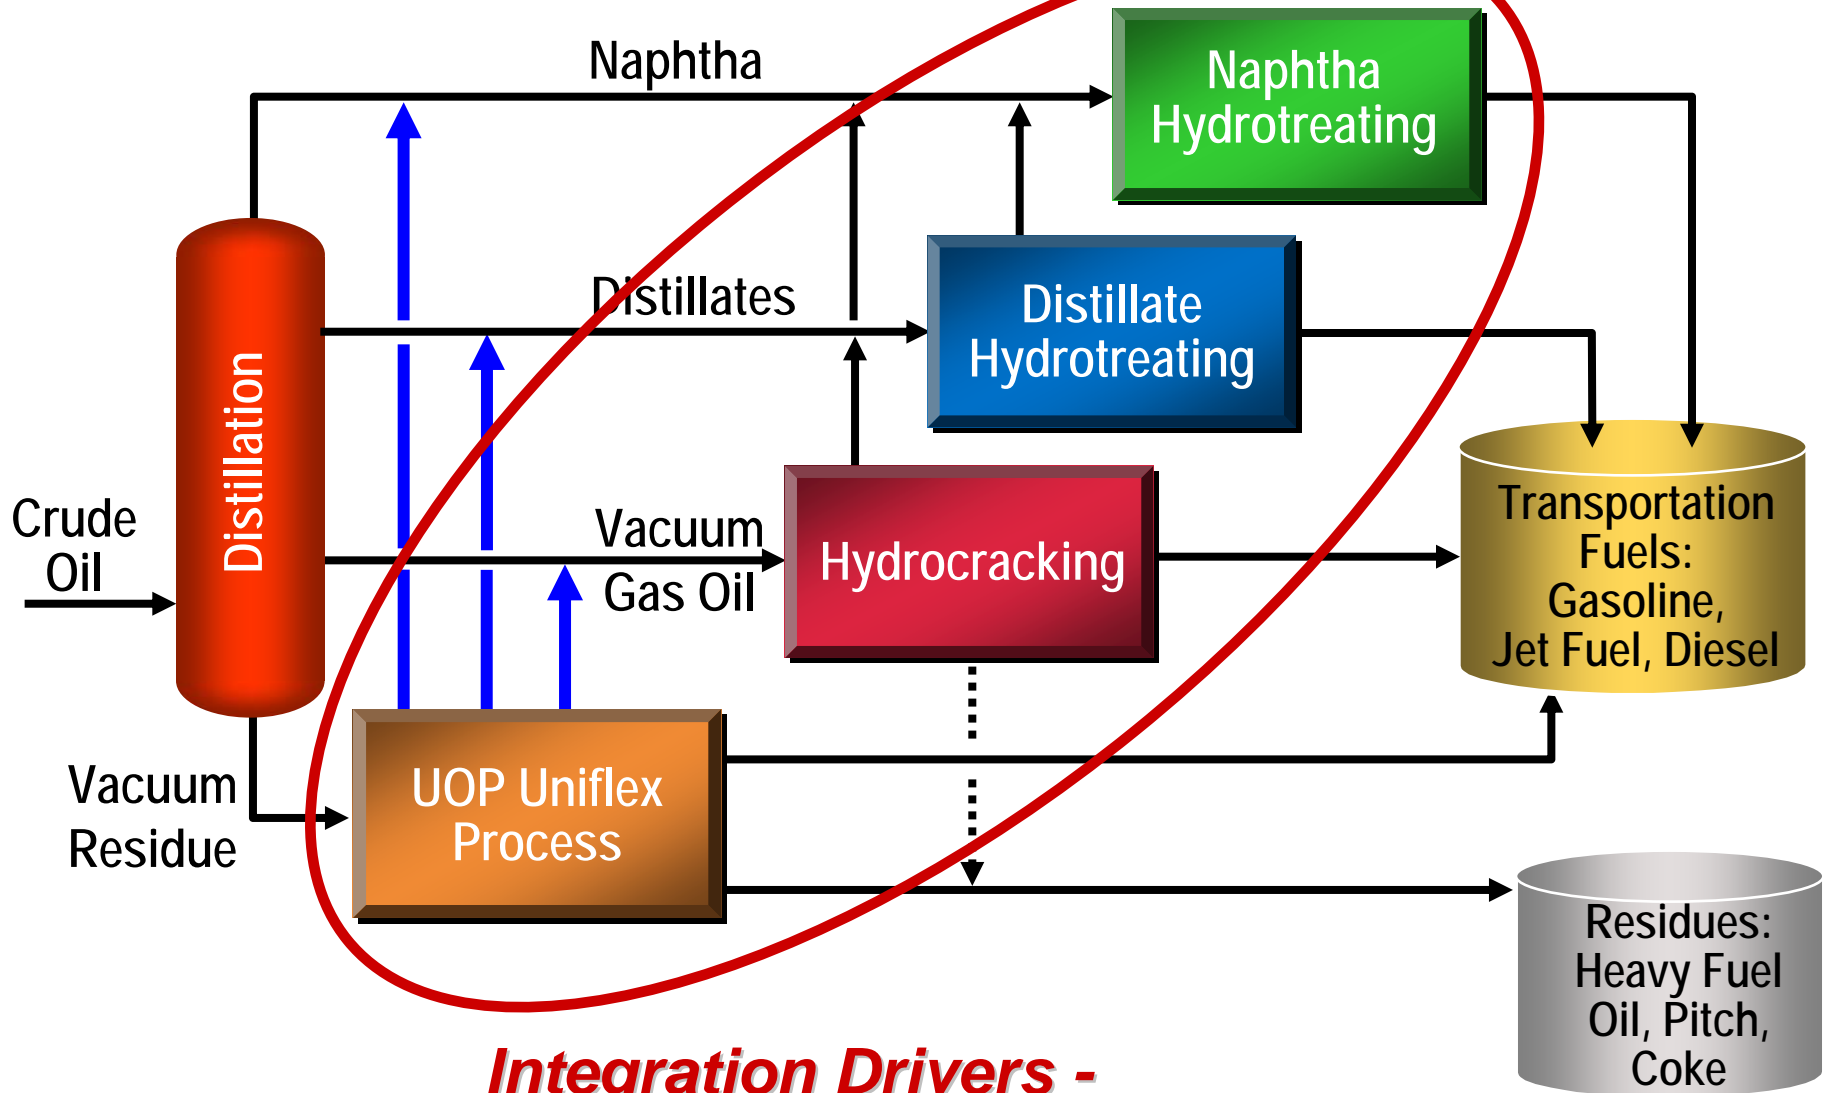 Naphtha
Naphtha
Hydrotreating
Distillates
Distillate
Hydrotreating
Distillation
Crude
Oil
Vacuum
Gas Oil
Hydrocracking
Transportation
Fuels:
Gasoline,
Jet Fuel, Diesel
Vacuum
Residue
UOP Uniflex
Process
Residues:
Heavy Fuel
Oil, Pitch,
Coke
Integration Drivers -